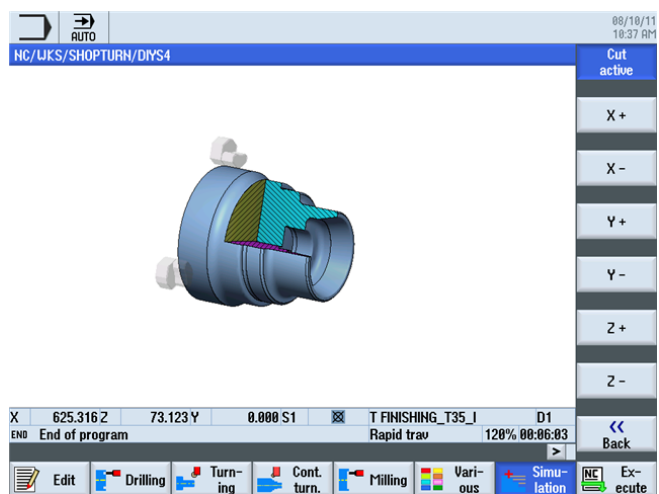 AUTO
08/10/11
10:37 AM
NC/WKS/SHOPTURN/DIYS4
Cut
active
X +
X -
Y +
Y -
Z +
Z -
X 625.316 Z 73.123 Y 0.000 S1 T FINISHING_T35_I D1
END End of program Rapid trav 120% 00:06:03
<<
Back
>
Edit
Drilling
Turn-
ing
Cont.
turn.
Milling
Vari-
ous
Simu-
lation
NC
Ex-
ecute